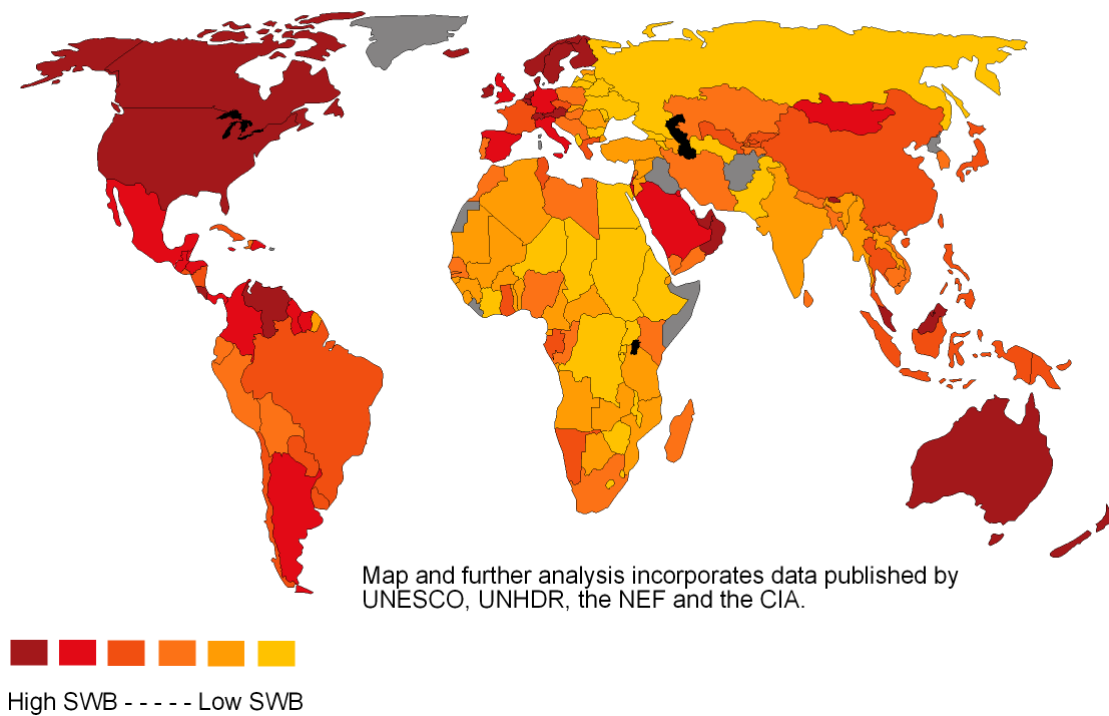 Map and further analysis incorporates data published by
UNESCO, UNHDR, the NEF and the CIA.
High SWB - - - - - Low SWB